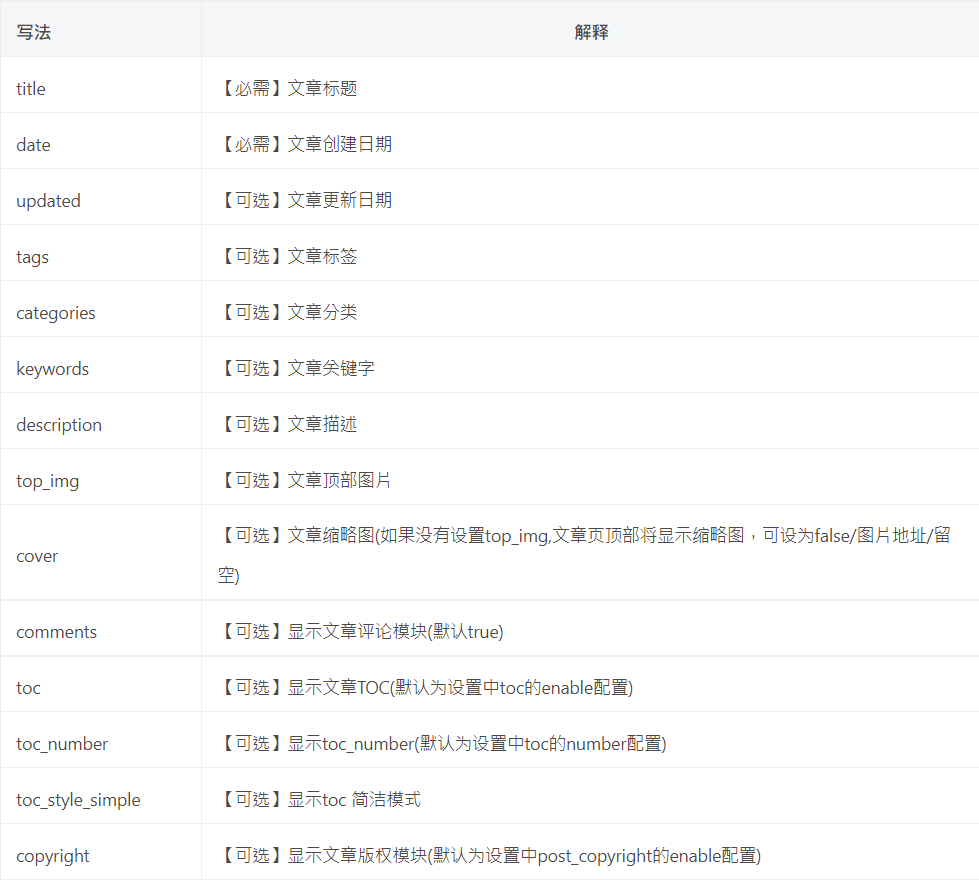 写法 解释
title 【必需】文章标题
date 【必需】文章创建日期
updated 【可选】文章更新日期
tags 【可选】文章标签
categories 【可选】文章分类
keywords 【可选】文章关键字
description 【可选】文章描述
top_img 【可选】文章顶部图片
cover 【可选】文章缩略图(如果没有设置top_img,文章页顶部将显示缩略图，可设为false/图片地址/留
空)
comments 【可选】显示文章评论模块(默认true)
toc 【可选】显示文章TOC(默认为设置中toc的enable配置)
toc_number 【可选】显示toc_number(默认为设置中toc的number配置)
toc_style_simple 【可选】显示toc 简洁模式
copyright 【可选】显示文章版权模块(默认为设置中post_copyright的enable配置)